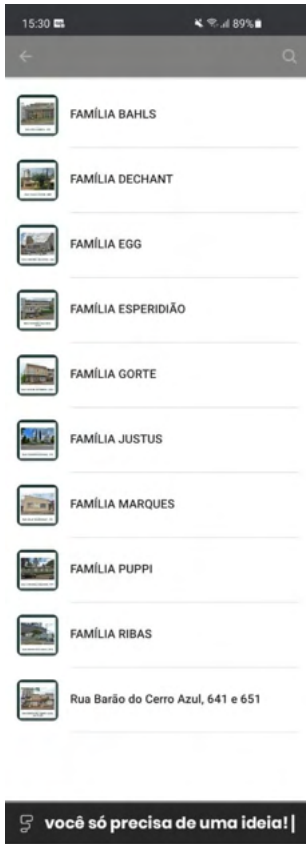 15:30
89%
FAMÍLIA BAHLS
FAMÍLIA DECHANT
FAMÍLIA EGG
FAMÍLIA ESPERIDIÃO
FAMÍLIA GORTE
FAMÍLIA JUSTUS
FAMÍLIA MARQUES
FAMÍLIA PUPPI
FAMÍLIA RIBAS
Rua Barão do Cerro Azul, 641 e 651
você só precisa de uma ideia!